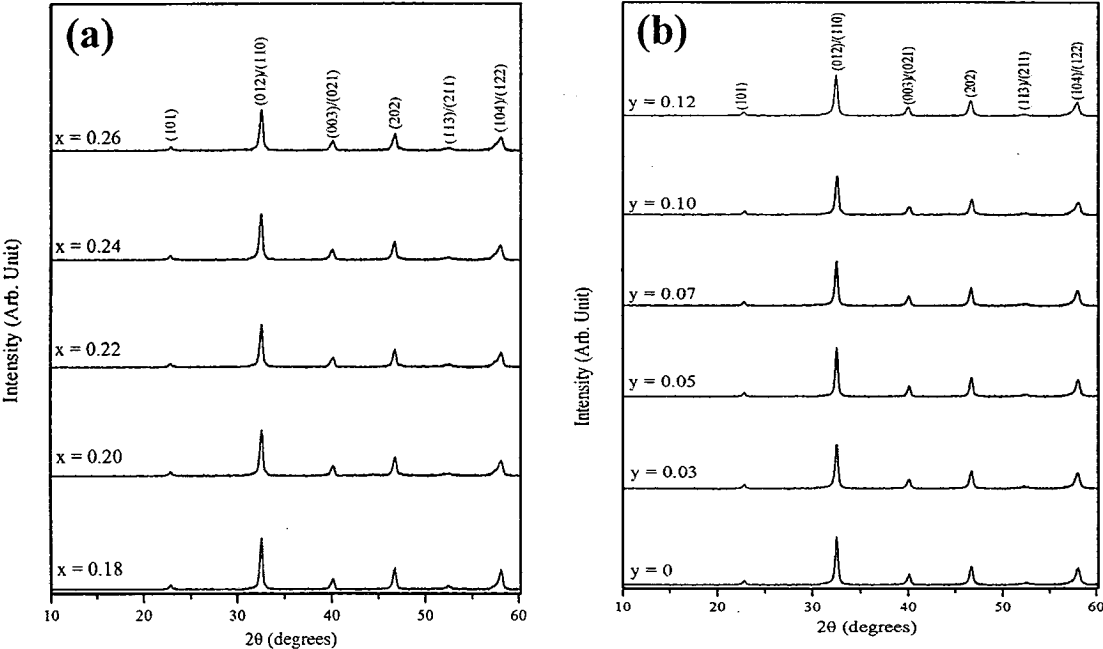 (a)
(101)
(012)/(110)
(003)/(021)
(202)
(113)/(211)
(104)/(122)
x = 0.26
x = 0.24
x = 0.22
x = 0.20
x = 0.18
Intensity (Arb. Unit)
10
20
30
40
50
60
2θ (degrees)
(b)
(101)
(012)/(110)
(003)/(021)
(202)
(113)/(211)
(104)/(122)
y = 0.12
y = 0.10
y = 0.07
y = 0.05
y = 0.03
y = 0
Intensity (Arb. Unit)
10
20
30
40
50
60
2θ (degrees)